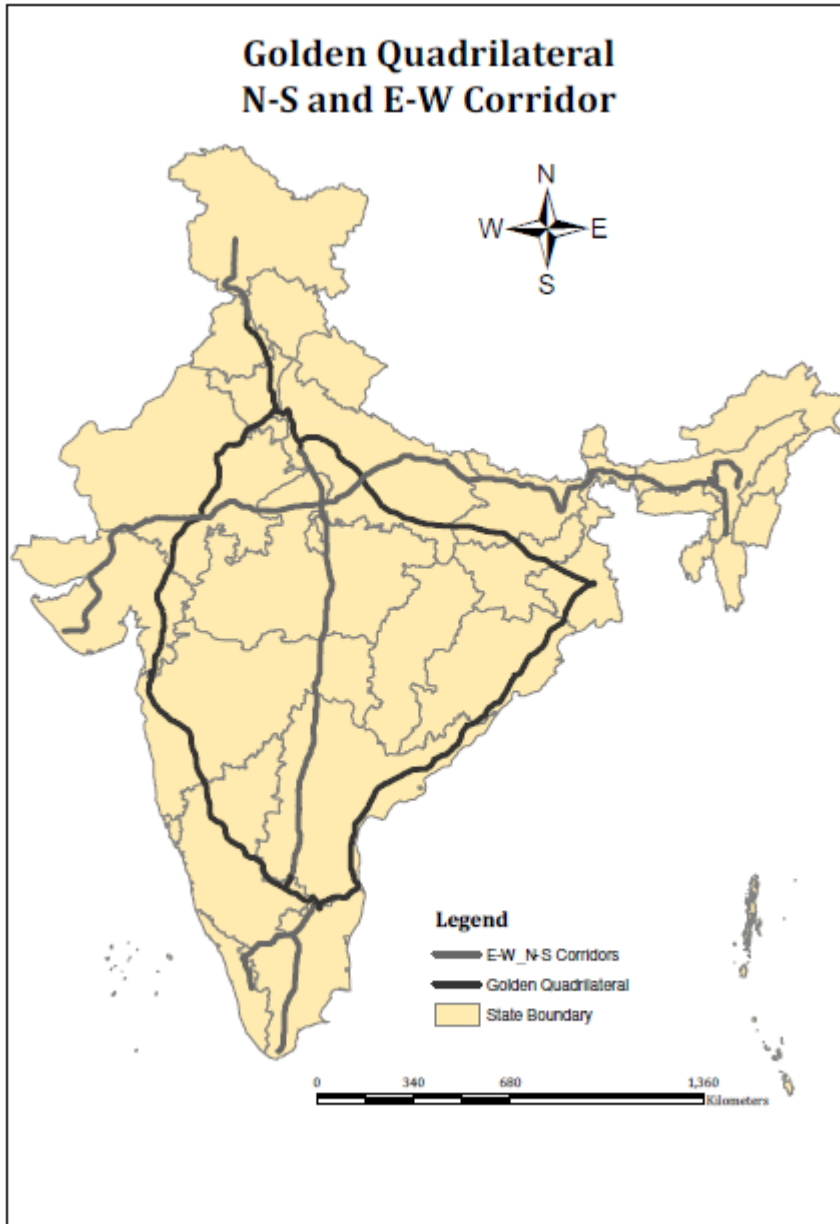 Golden Quadrilateral
N-S and E-W Corridor
N
W E
S
Legend
E-W_N-S Corridors
Golden Quadrilateral
State Boundary
0 340 680 1,360
Kilometers